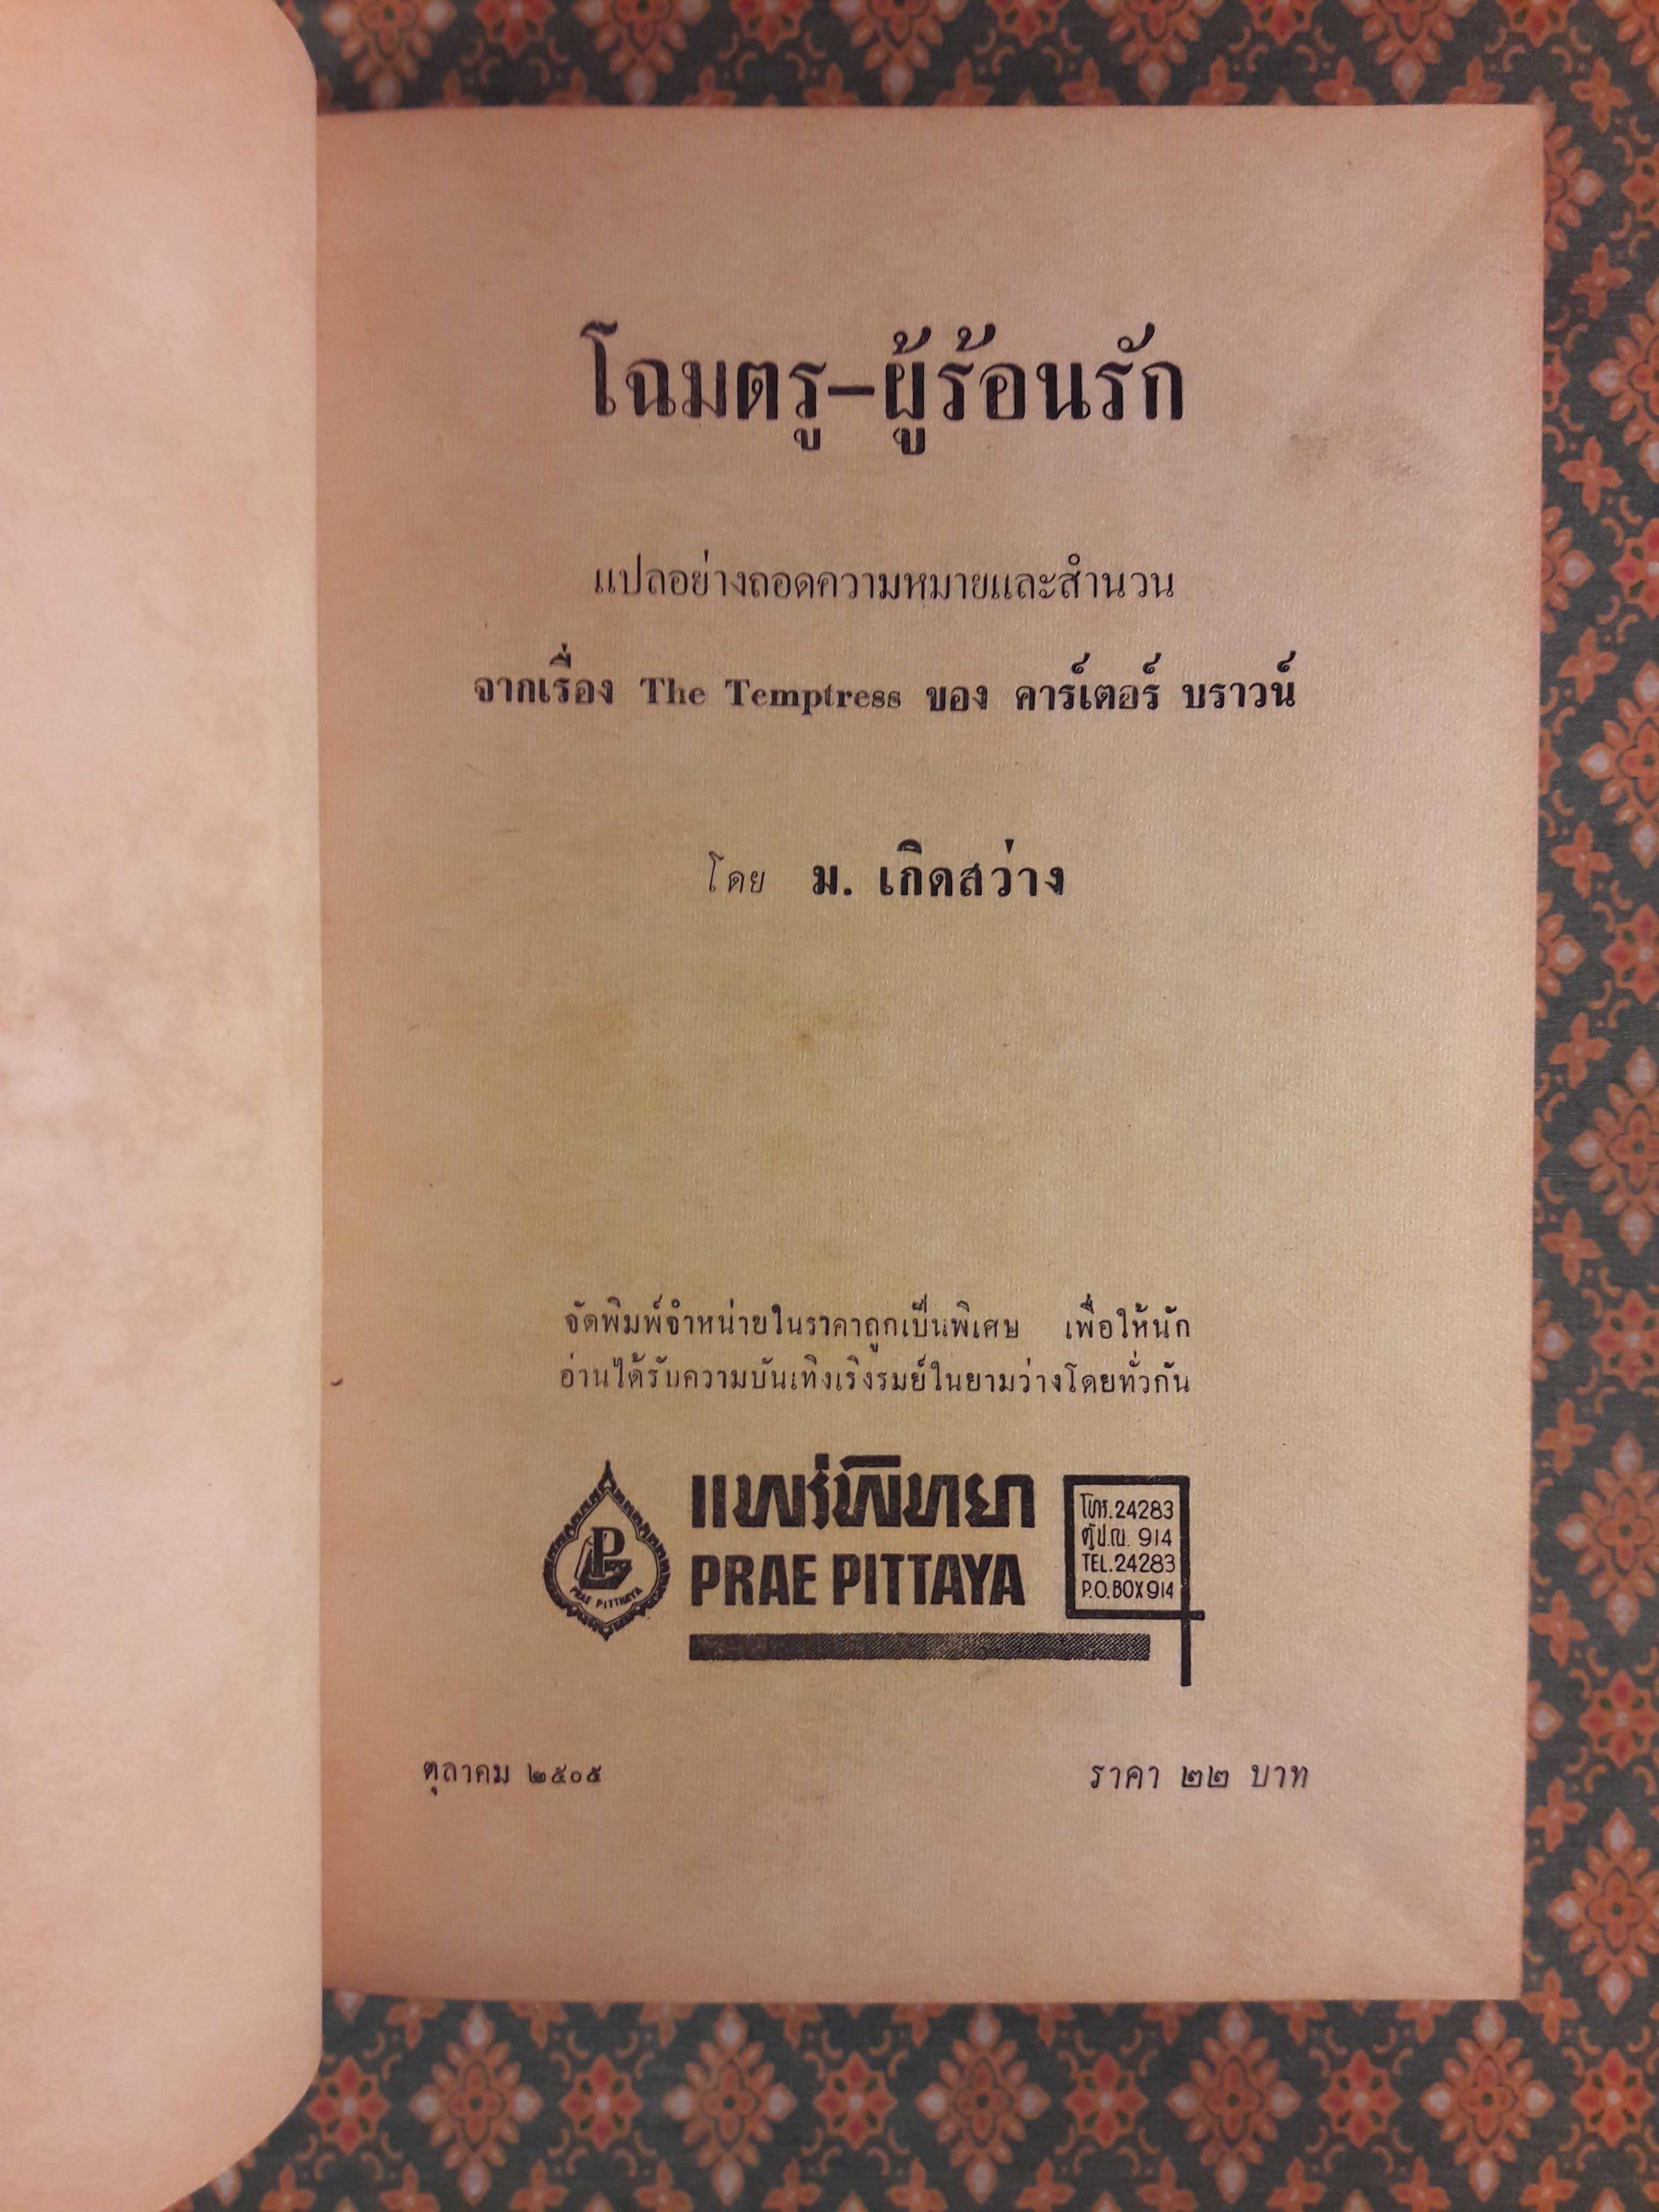 โฉมตรู-ผู้ร้อนรัก
แปลอย่างถอดความหมายและสำนวน
จากเรื่อง The Temptress ของ คาร์เตอร์ บราวน์
โดย ม. เกิดสว่าง
จัดพิมพ์จำหน่ายในราคาถูกเป็นพิเศษ เพื่อให้นัก
อ่านได้รับความบันเทิงเริงรมย์ในยามว่างโดยทั่วกัน
P
PRAE PITTAYA
แพร่พิทยา
PRAE PITTAYA
โทร.24283
ตู้ป.ณ. 914
TEL.24283
P.O.BOX914
ตุลาคม ๒๕๐๕
ราคา ๒๒ บาท